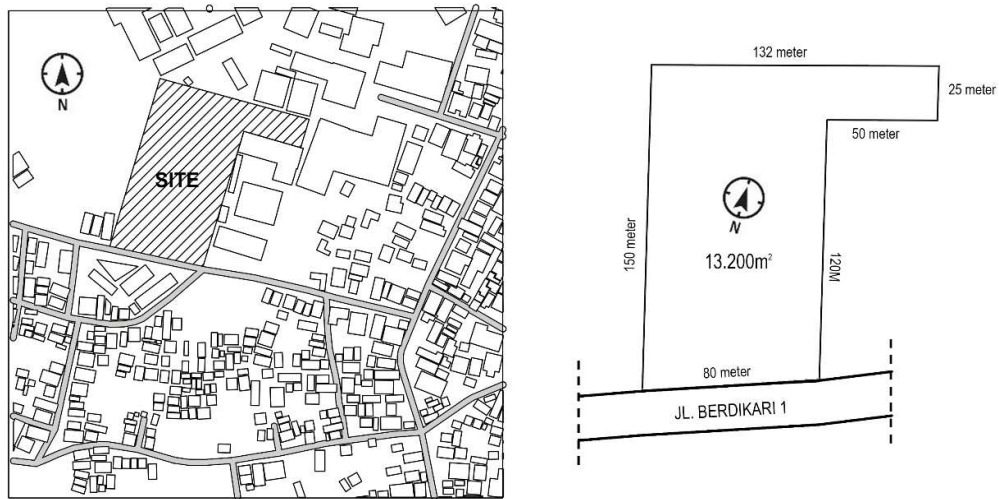 N
SITE
132 meter
25 meter
50 meter
N
150 meter
13.200m²
120M
80 meter
JL. BERDIKARI 1